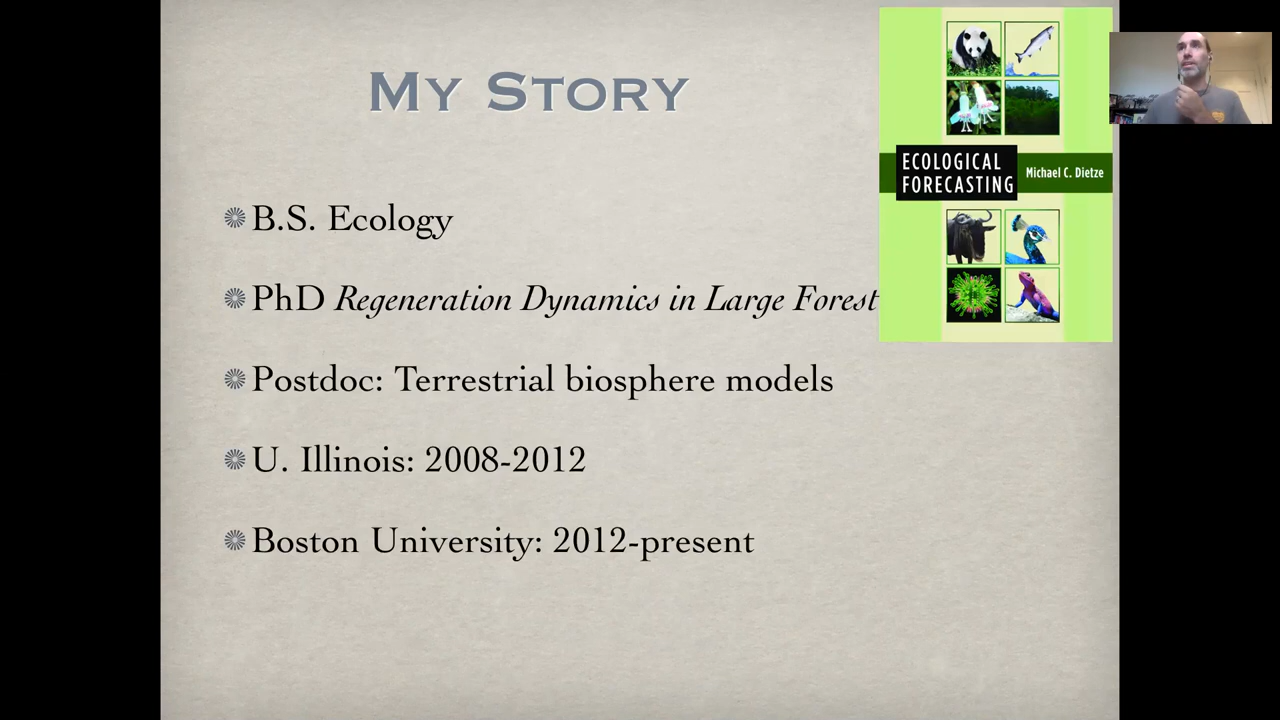 My Story
B.S. Ecology
PhD Regeneration Dynamics in Large Forest
Postdoc: Terrestrial biosphere models
U. Illinois: 2008-2012
Boston University: 2012-present
ECOLOGICAL
FORECASTING
Michael C. Dietze